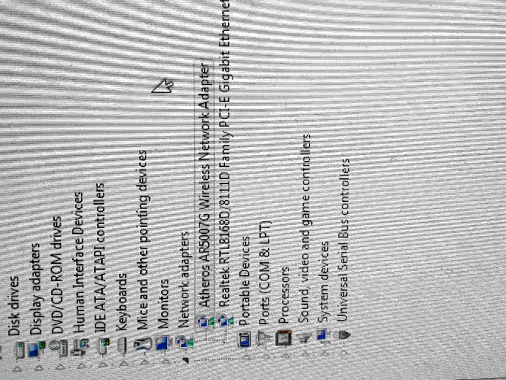 Disk drives
Display adapters
DVD/CD-ROM drives
Human Interface Devices
IDE ATA/ATAPI controllers
Keyboards
Mice and other pointing devices
Monitors
Network adapters
Atheros AR5007G Wireless Network Adapter
Realtek RTL8168D/8111D Family PCI-E Gigabit Ethernet
Portable Devices
Ports (COM & LPT)
Processors
Sound, video and game controllers
System devices
Universal Serial Bus controllers